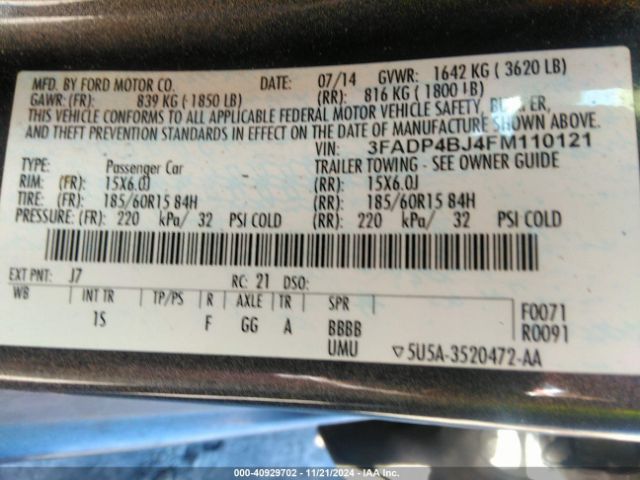 MFD. BY FORD MOTOR CO. DATE: 07/14 GVWR: 1642 KG ( 3620 LB)
GAWR: (FR): 839 KG ( 1850 LB) (RR): 816 KG ( 1800 LB)
THIS VEHICLE CONFORMS TO ALL APPLICABLE FEDERAL MOTOR VEHICLE SAFETY,
AND THEFT PREVENTION STANDARDS IN EFFECT ON THE DATE OF MANUFACTURE SHOWN ABOVE.
VIN: 3FADP4BJ4FM110121
TYPE: Passenger Car TRAILER TOWING - SEE OWNER GUIDE
RIM: (FR): 15X6.0J (RR): 15X6.0J
TIRE: (FR): 185/60R15 84H (RR): 185/60R15 84H
PRESSURE: (FR): 220 kPa/ 32 PSI COLD (RR): 220 kPa/ 32 PSI COLD
EXT PNT: J7 RC: 21 DSO:
WB INT TR TP/PS R AXLE TR SPR F0071
1S F GG A BBBB R0091
UMU ▽5U5A-3520472-AA
000-40929702 - 11/21/2024 - IAA Inc.